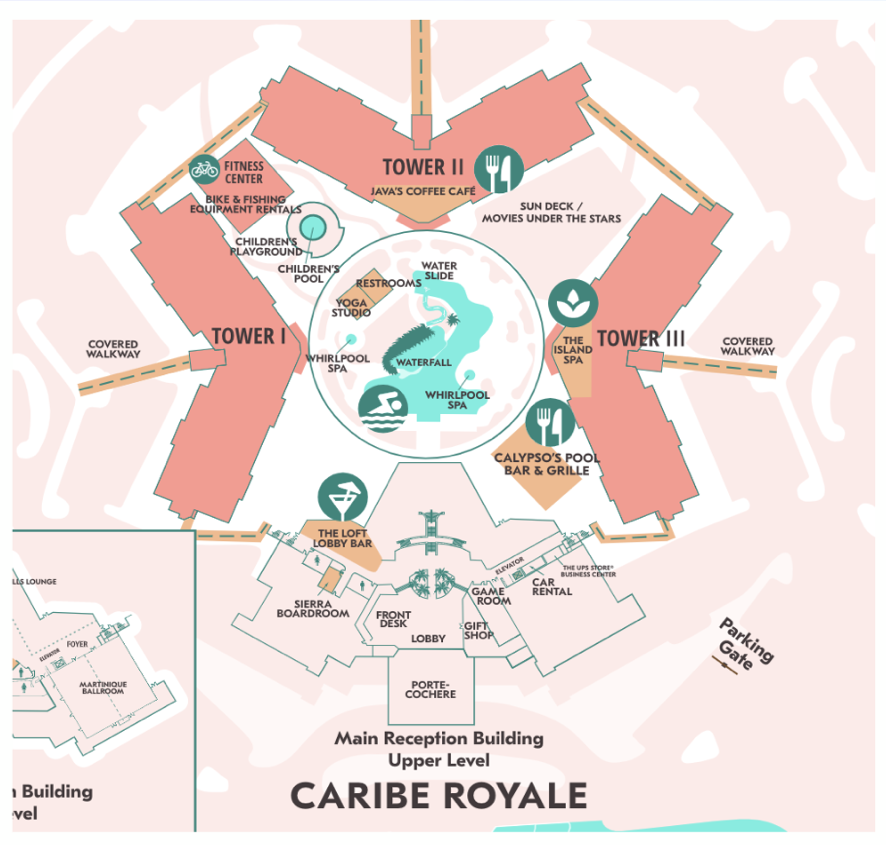 TOWER II
JAVA'S COFFEE CAFÉ
FITNESS
CENTER
BIKE & FISHING
EQUIPMENT RENTALS
SUN DECK /
MOVIES UNDER THE STARS
CHILDREN'S
PLAYGROUND
CHILDREN'S
POOL
WATER
SLIDE
RESTROOMS
YOGA
STUDIO
TOWER I
TOWER III
THE
ISLAND
SPA
COVERED
WALKWAY
COVERED
WALKWAY
WHIRLPOOL
SPA
WATERFALL
WHIRLPOOL
SPA
CALYPSO'S POOL
BAR & GRILLE
THE LOFT
LOBBY BAR
ELEVATOR
THE UPS STORE®
BUSINESS CENTER
CAR
RENTAL
GAME
ROOM
SIERRA
BOARDROOM
FRONT
DESK
GIFT
SHOP
LOBBY
PORTE-
COCHERE
Parking
Gate
LLS LOUNGE
FOYER
ELEVATOR
MARTINIQUE
BALLROOM
n Building
vel
Main Reception Building
Upper Level
CARIBE ROYALE